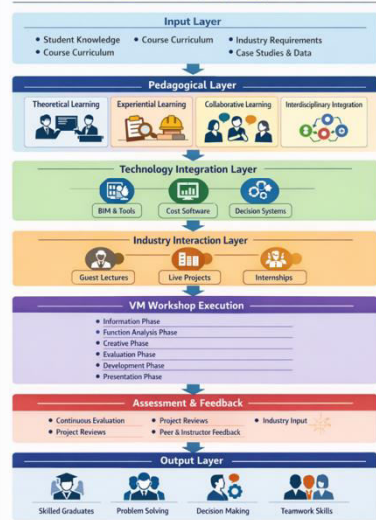 Input Layer
• Student Knowledge • Course Curriculum • Industry Requirements
• Course Curriculum • Case Studies & Data
Pedagogical Layer
Theoretical Learning Experiential Learning Collaborative Learning Interdisciplinary Integration
Technology Integration Layer
BIM & Tools Cost Software Decision Systems
Industry Interaction Layer
Guest Lectures Live Projects Internships
VM Workshop Execution
• Information Phase
• Function Analysis Phase
• Creative Phase
• Evaluation Phase
• Development Phase
• Presentation Phase
Assessment & Feedback
• Continuous Evaluation • Project Reviews • Industry Input
• Project Reviews • Peer & Instructor Feedback
Output Layer
Skilled Graduates Problem Solving Decision Making Teamwork Skills